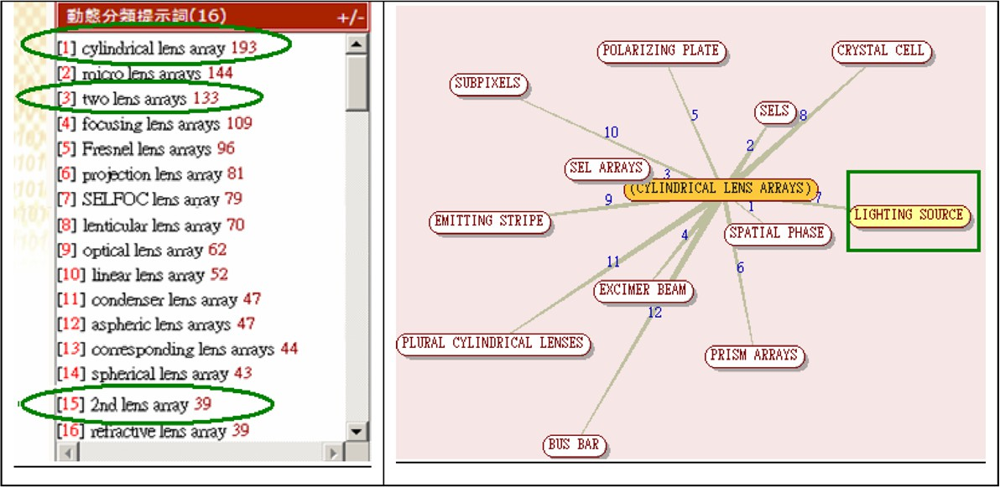 動態分類提示詞(16) +/-
[1] cylindrical lens array 193
[2] micro lens arrays 144
[3] two lens arrays 133
[4] focusing lens arrays 109
[5] Fresnel lens arrays 96
[6] projection lens array 81
[7] SELFOC lens array 79
[8] lenticular lens array 70
[9] optical lens array 62
[10] linear lens array 52
[11] condenser lens array 47
[12] aspheric lens arrays 47
[13] corresponding lens arrays 44
[14] spherical lens array 43
[15] 2nd lens array 39
[16] refractive lens array 39
POLARIZING PLATE
CRYSTAL CELL
SUBPIXELS
SELS
5
8
10
2
SEL ARRAYS
3
(CYLINDRICAL LENS ARRAYS)
7
9
1
LIGHTING SOURCE
EMITTING STRIPE
SPATIAL PHASE
4
11
6
EXCIMER BEAM
12
PLURAL CYLINDRICAL LENSES
PRISM ARRAYS
BUS BAR